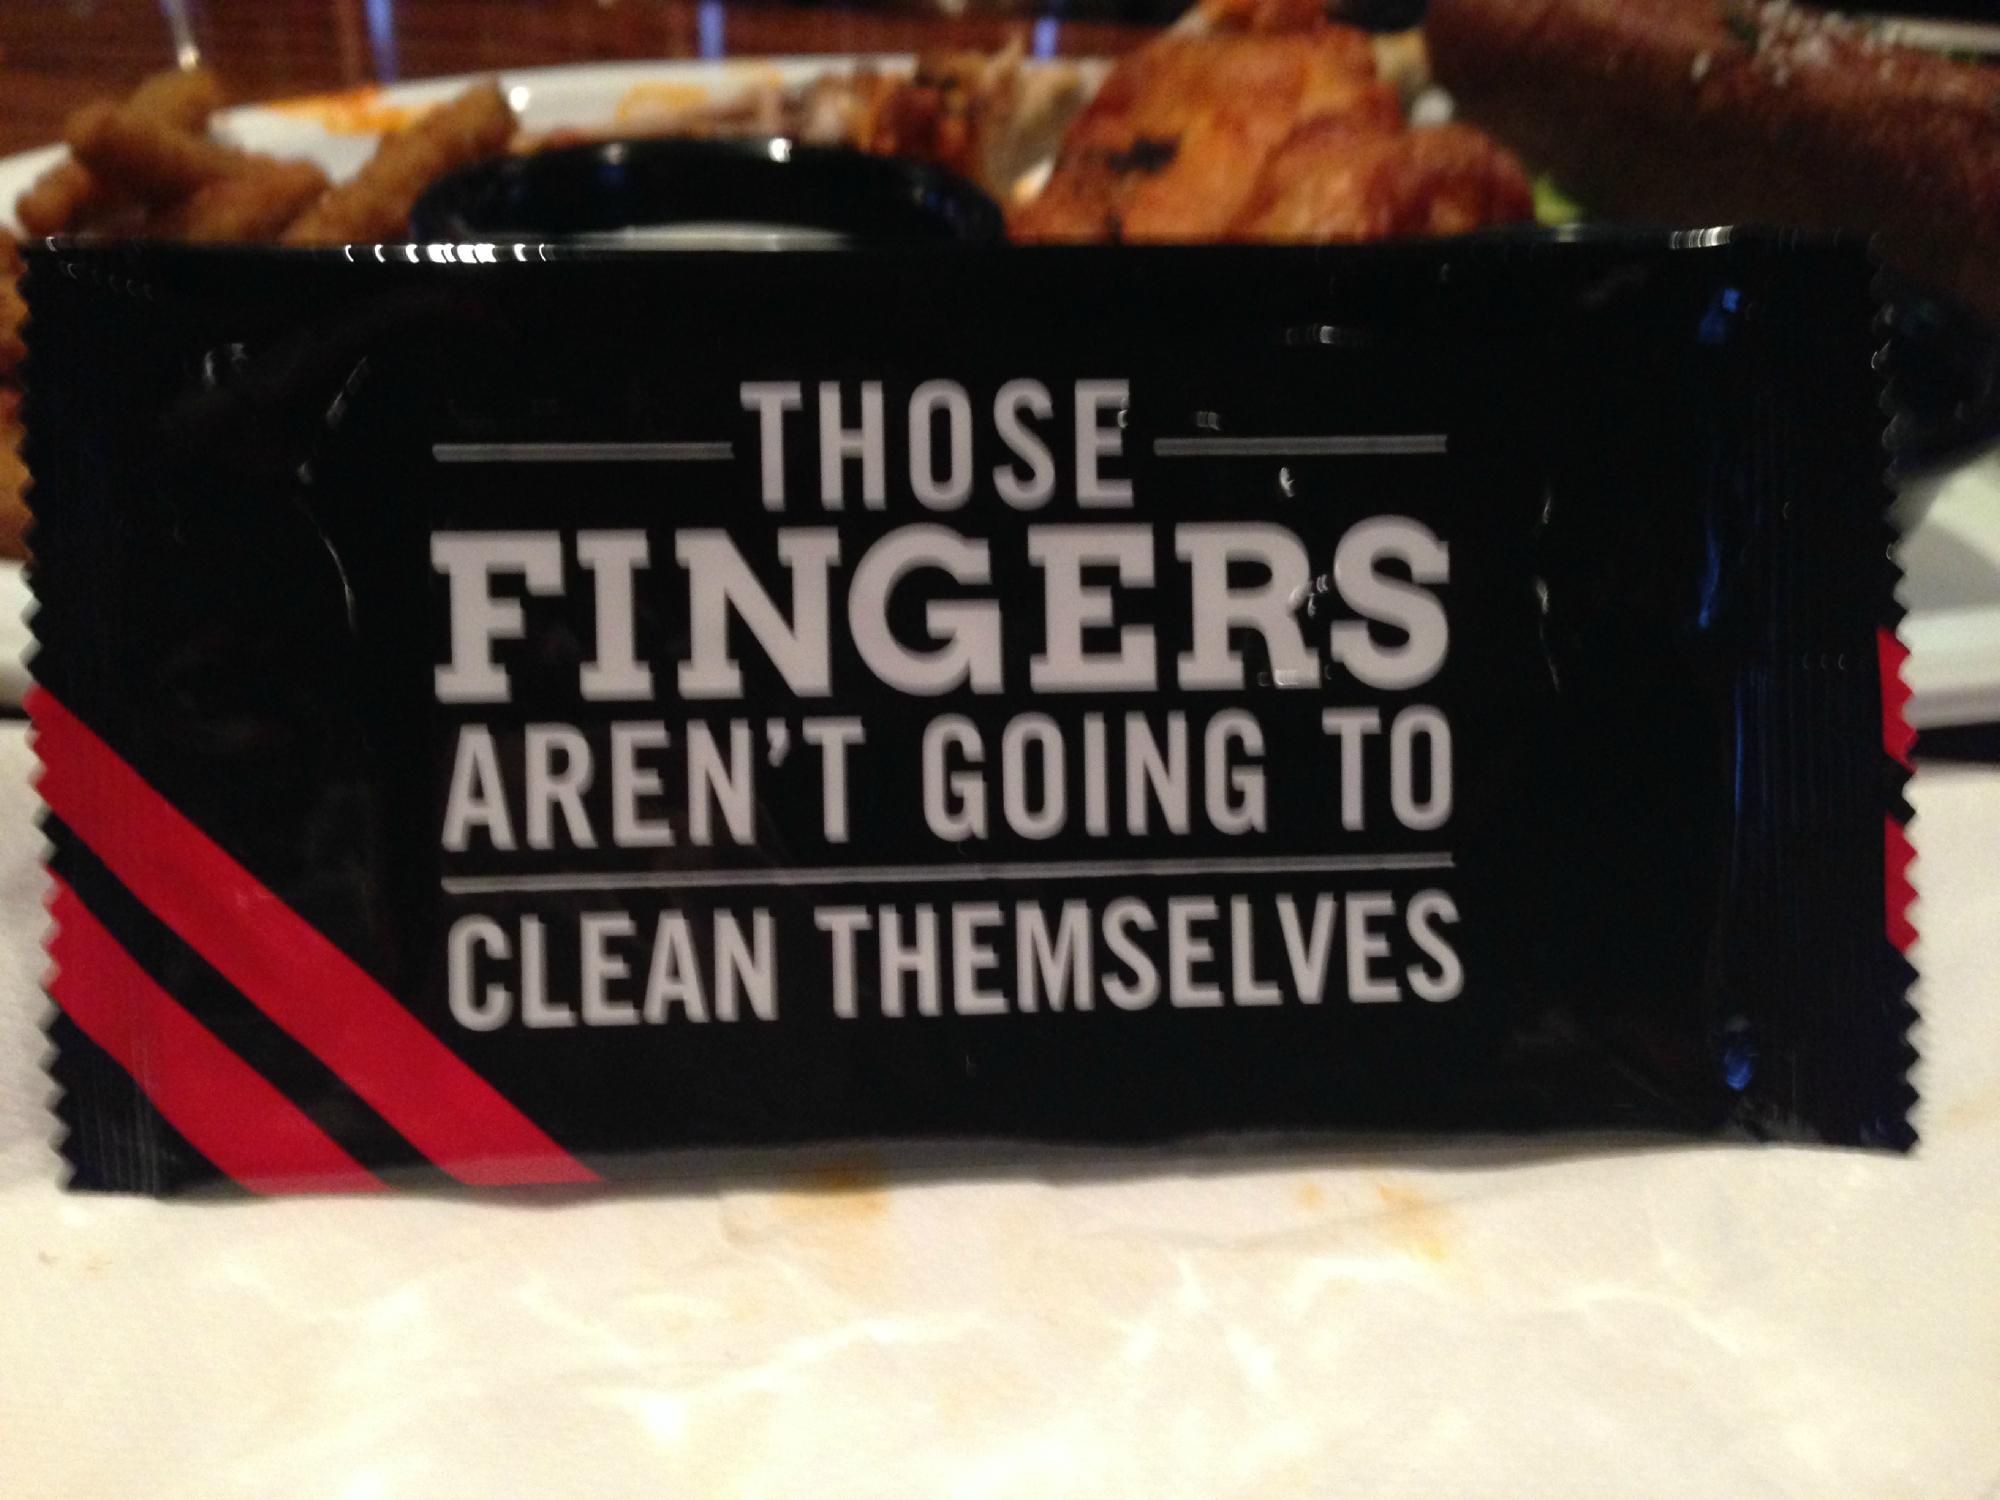 THOSE
FINGERS
AREN'T GOING TO
CLEAN THEMSELVES